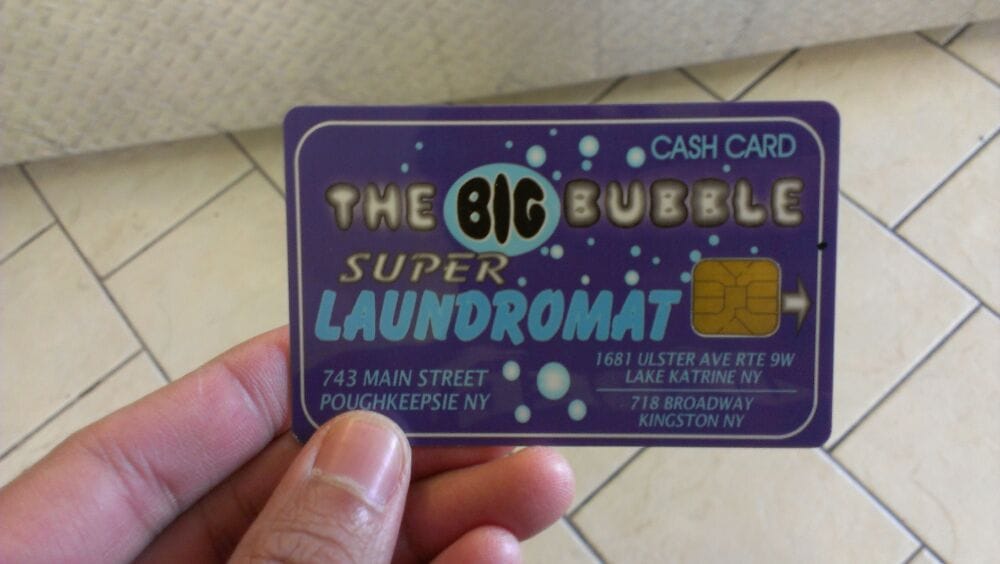 CASH CARD
THE BIG BUBBLE
SUPER
LAUNDROMAT
743 MAIN STREET
POUGHKEEPSIE NY
1681 ULSTER AVE RTE 9W
LAKE KATRINE NY
718 BROADWAY
KINGSTON NY